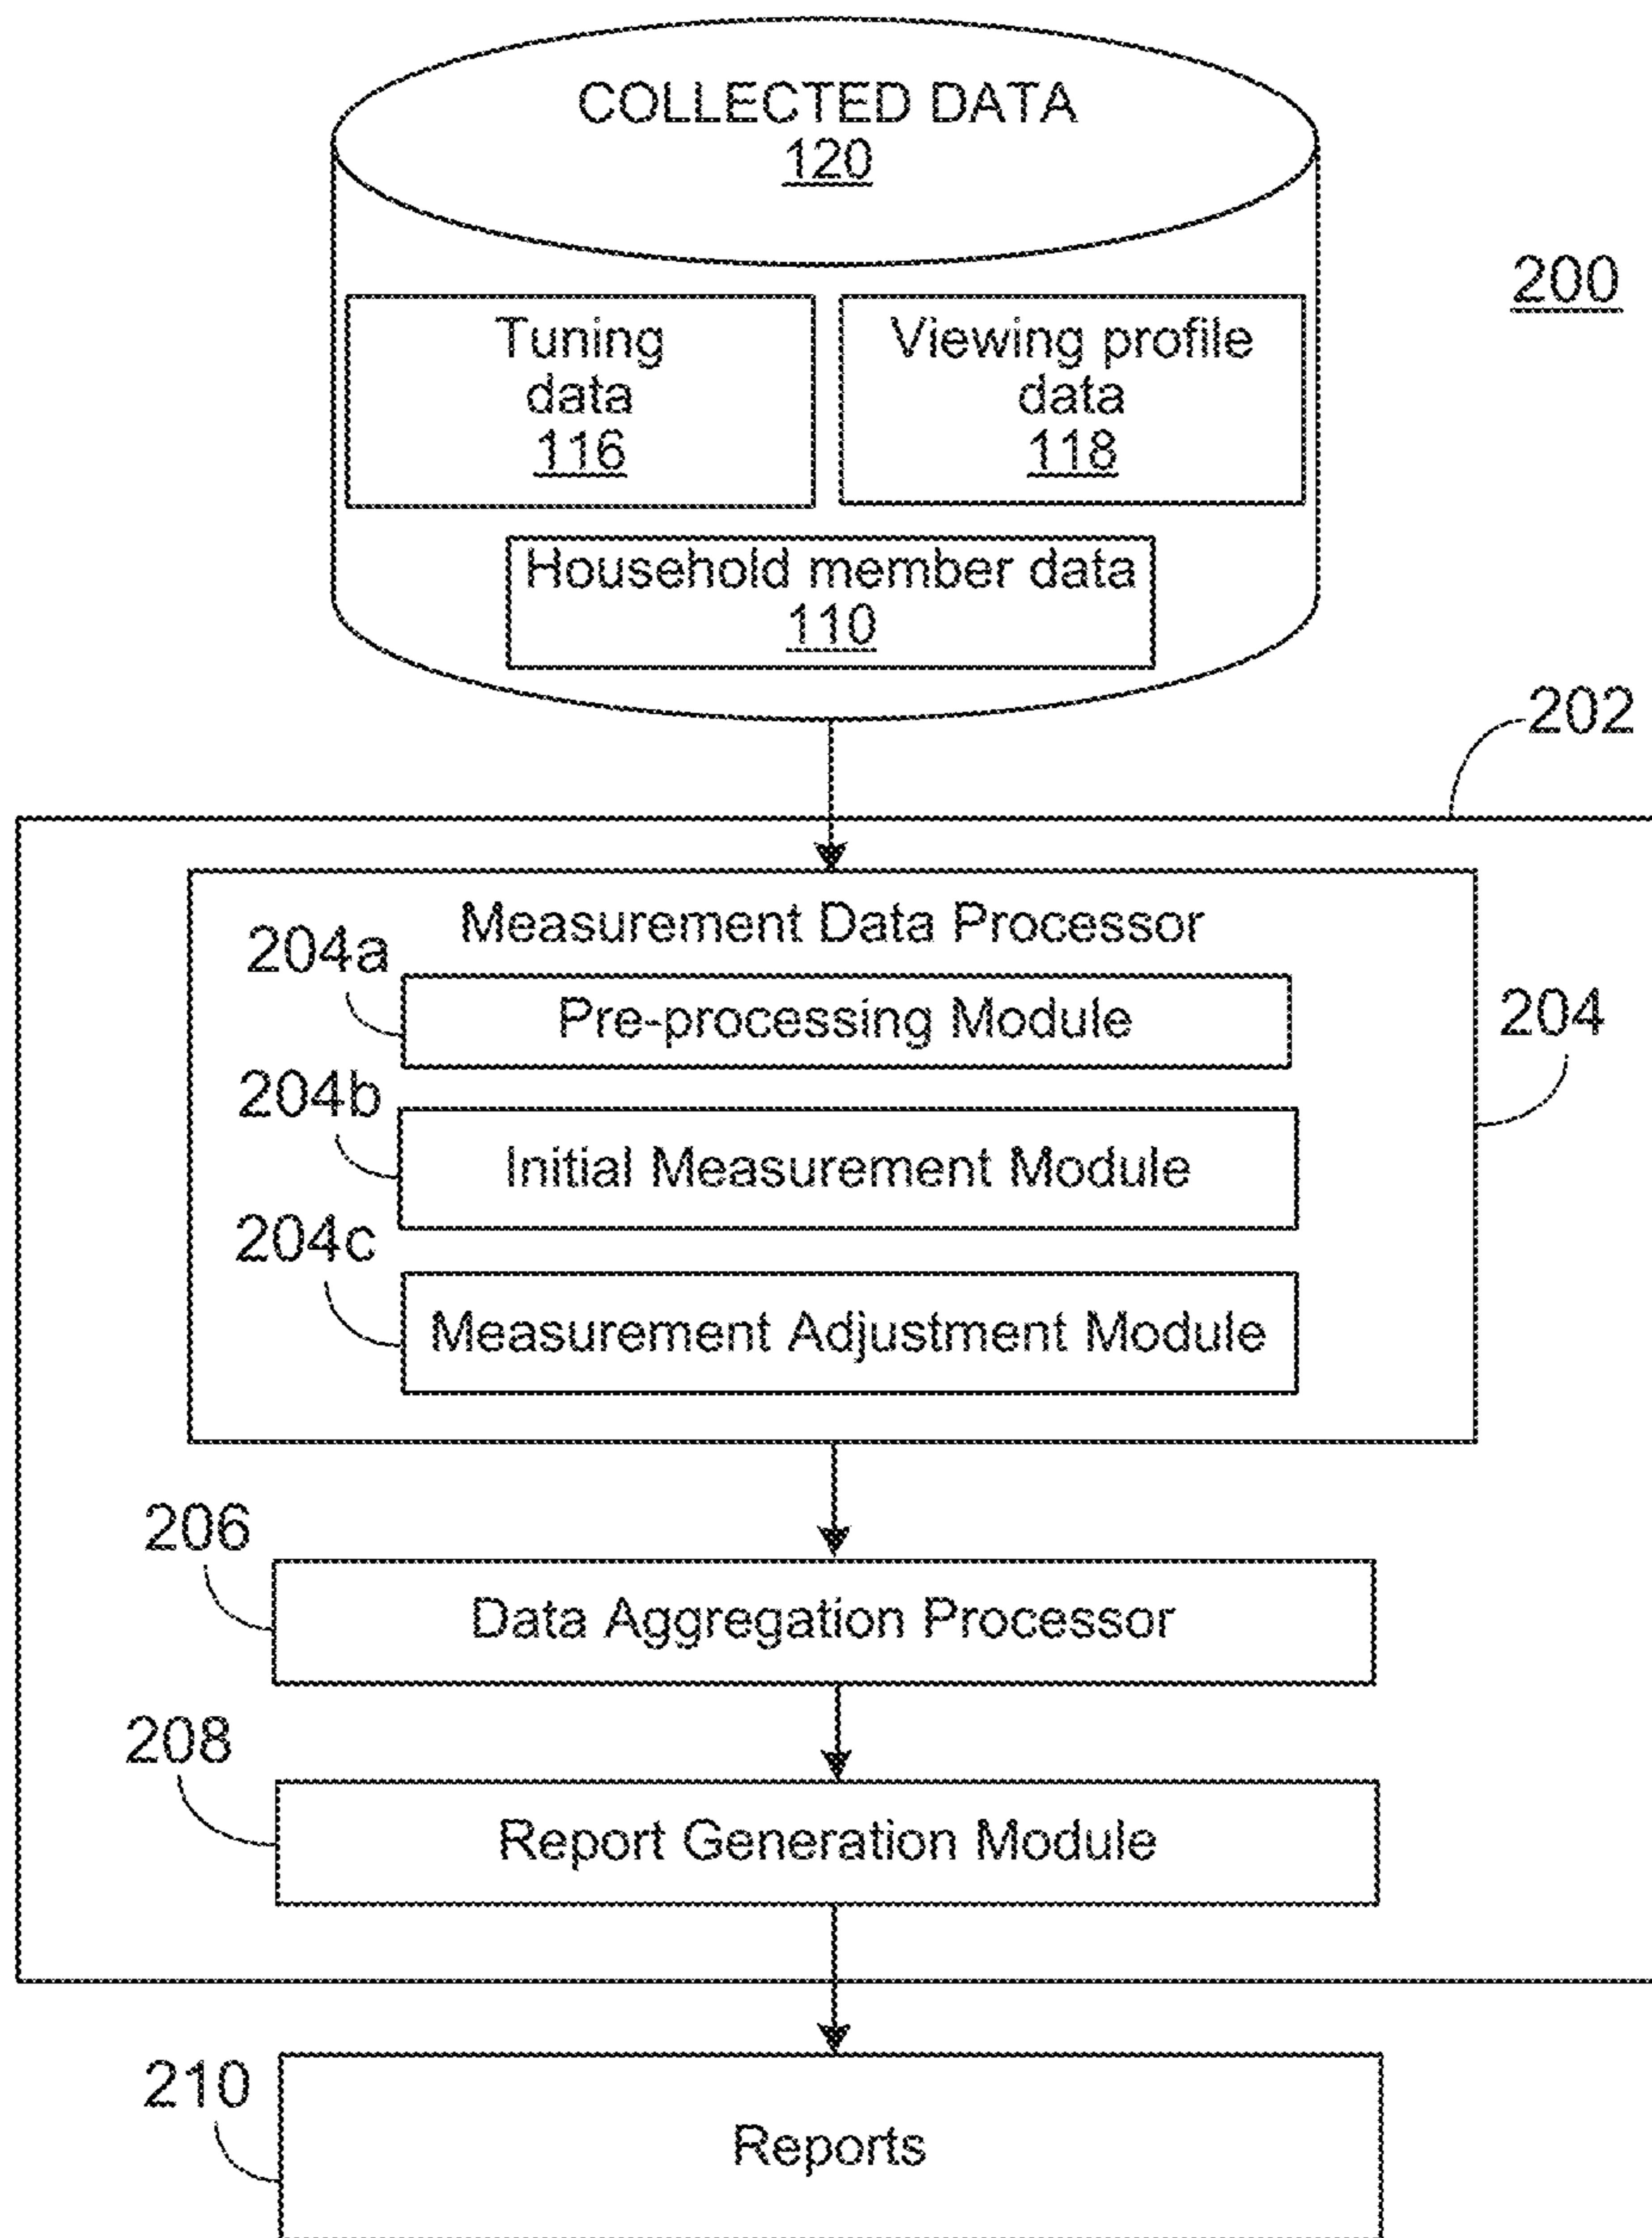 COLLECTED DATA
120
200
Tuning
data
116
Viewing profile
data
118
Household member data
110
202
Measurement Data Processor
204a
Pre-processing Module
204
204b
Initial Measurement Module
204c
Measurement Adjustment Module
206
Data Aggregation Processor
208
Report Generation Module
210
Reports